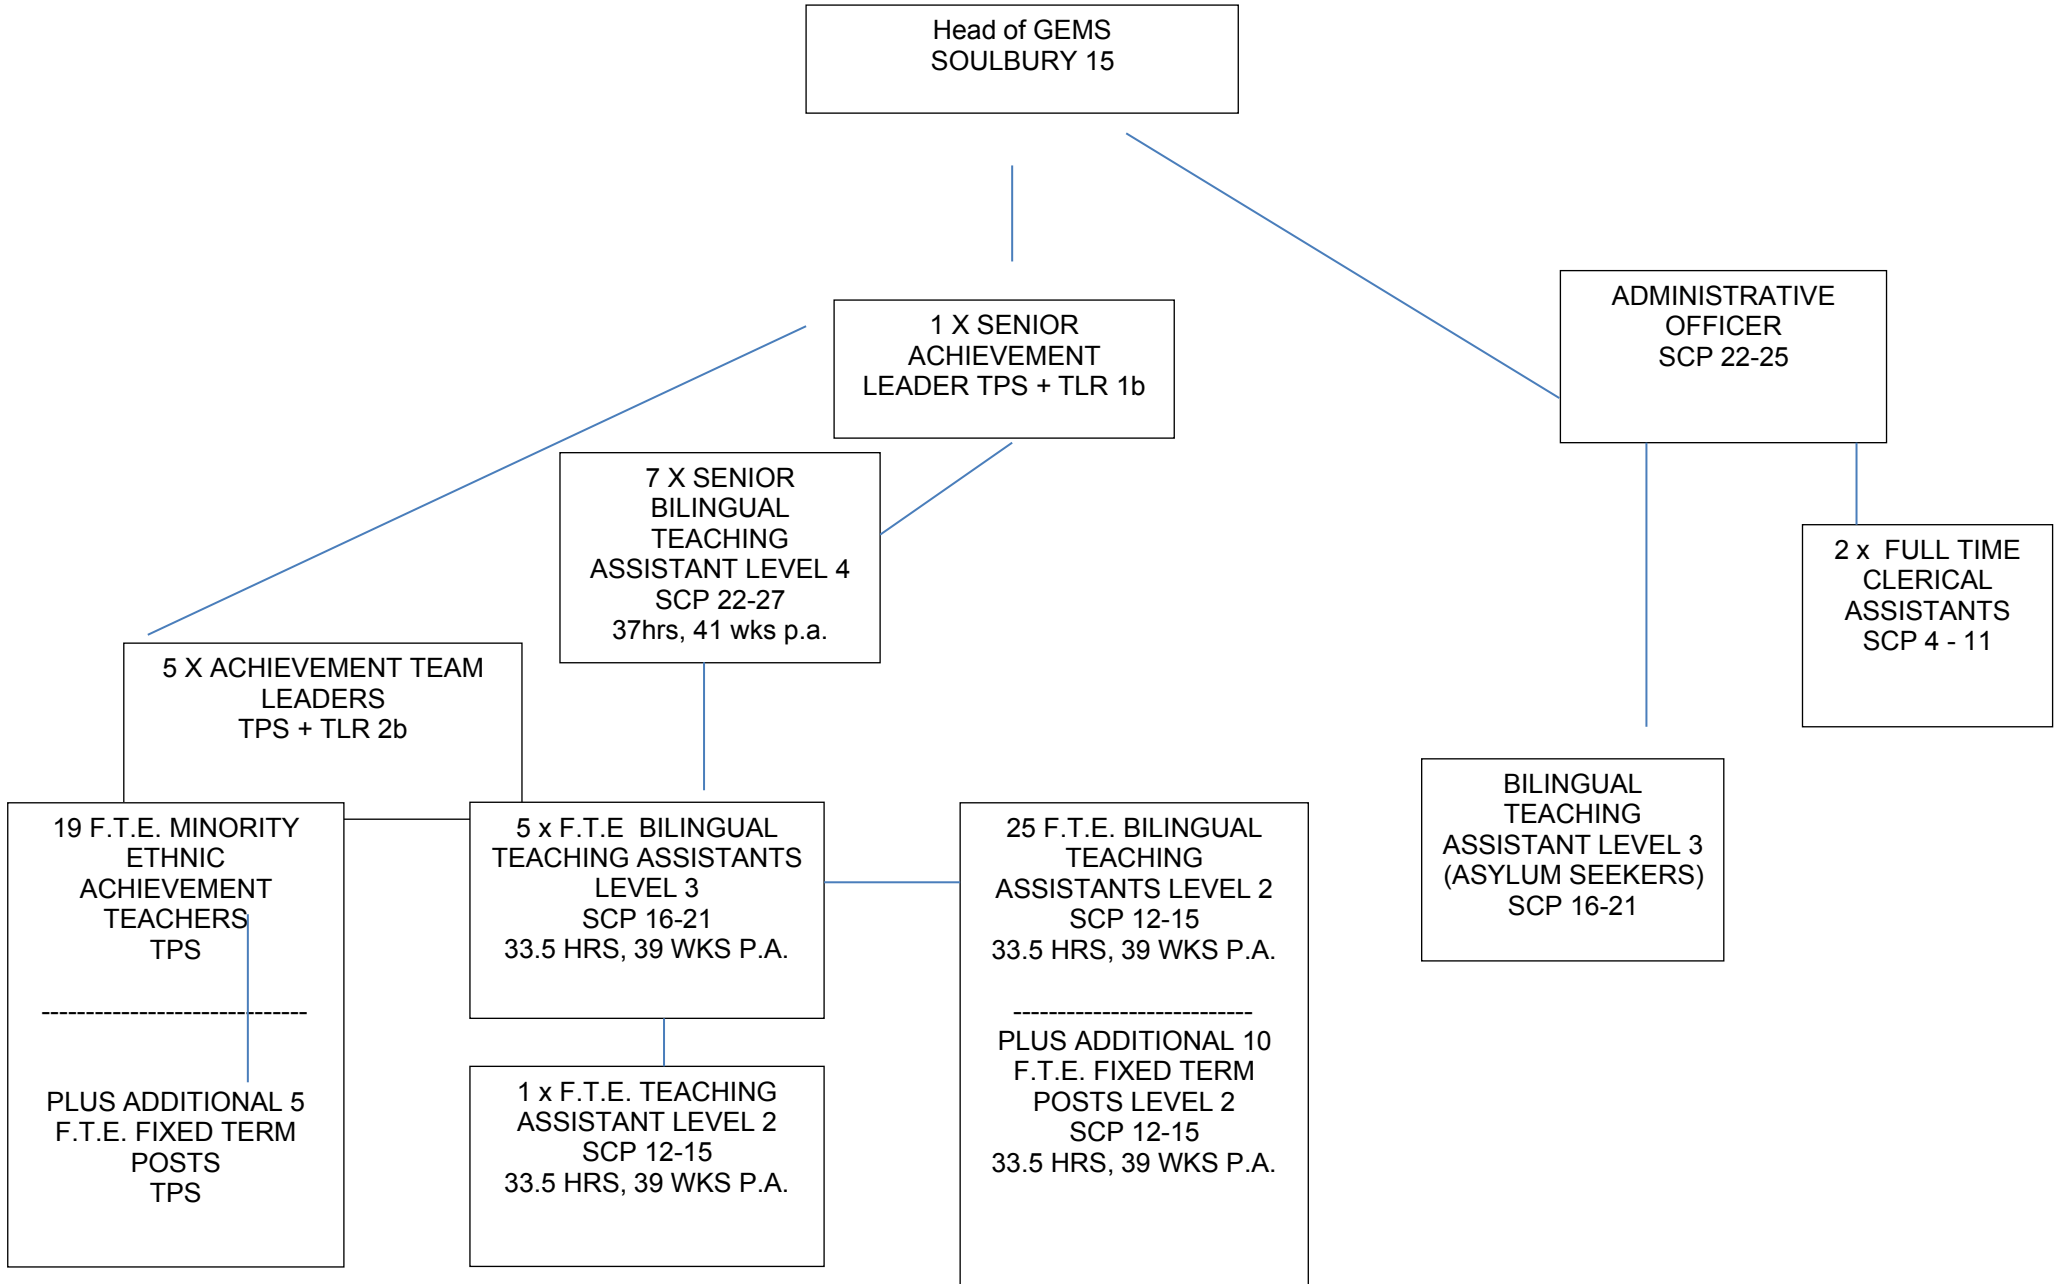 Head of GEMS
SOULBURY 15
1 X SENIOR
ACHIEVEMENT
LEADER TPS + TLR 1b
ADMINISTRATIVE
OFFICER
SCP 22-25
7 X SENIOR
BILINGUAL
TEACHING
ASSISTANT LEVEL 4
SCP 22-27
37hrs, 41 wks p.a.
2 x  FULL TIME
CLERICAL
ASSISTANTS
SCP 4 - 11
5 X ACHIEVEMENT TEAM
LEADERS
TPS + TLR 2b
BILINGUAL
TEACHING
ASSISTANT LEVEL 3
(ASYLUM SEEKERS)
SCP 16-21
19 F.T.E. MINORITY
ETHNIC
ACHIEVEMENT
TEACHERS
TPS
------------------------------
PLUS ADDITIONAL 5
F.T.E. FIXED TERM
POSTS
TPS
5 x F.T.E  BILINGUAL
TEACHING ASSISTANTS
LEVEL 3
SCP 16-21
33.5 HRS, 39 WKS P.A.
1 x F.T.E. TEACHING
ASSISTANT LEVEL 2
SCP 12-15
33.5 HRS, 39 WKS P.A.
25 F.T.E. BILINGUAL
TEACHING
ASSISTANTS LEVEL 2
SCP 12-15
33.5 HRS, 39 WKS P.A.
---------------------------
PLUS ADDITIONAL 10
F.T.E. FIXED TERM
POSTS LEVEL 2
SCP 12-15
33.5 HRS, 39 WKS P.A.